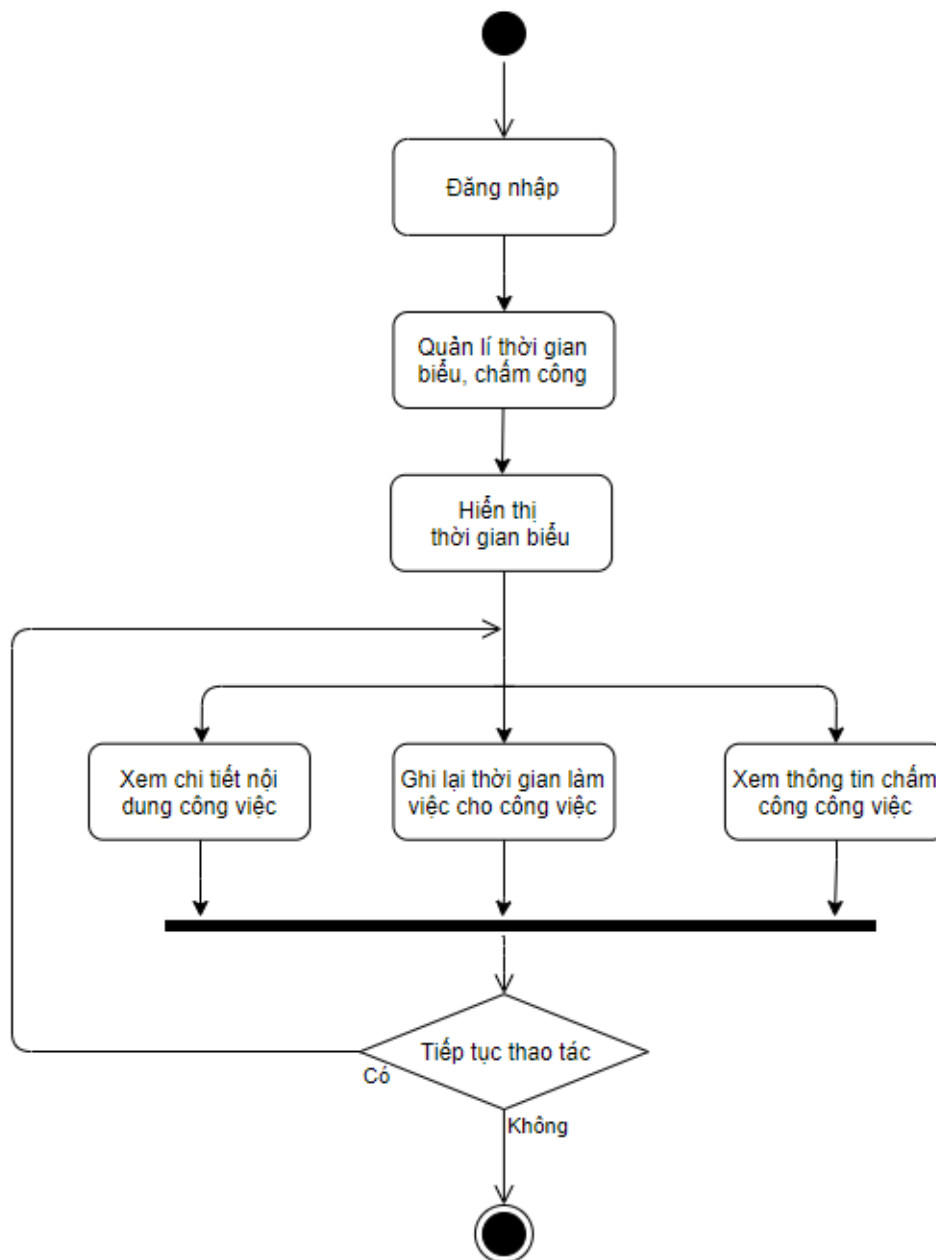 Đăng nhập
Quản lí thời gian
biểu, chấm công
Hiển thị
thời gian biểu
Xem chi tiết nội
dung công việc
Ghi lại thời gian làm
việc cho công việc
Xem thông tin chấm
công công việc
Tiếp tục thao tác
Có
Không